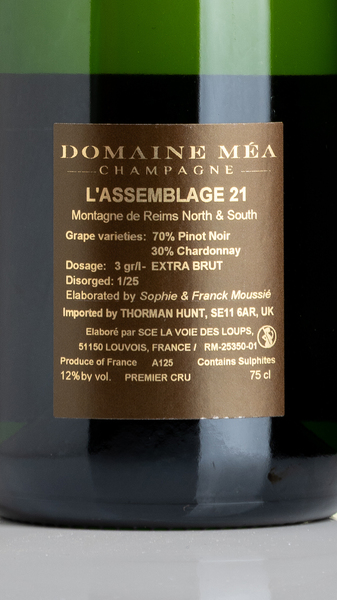 DOMAINE MÉA
CHAMPAGNE
L'ASSEMBLAGE 21
Montagne de Reims North & South
Grape varieties: 70% Pinot Noir
30% Chardonnay
Dosage: 3 gr/l- EXTRA BRUT
Disorged: 1/25
Elaborated by Sophie & Franck Moussié
Imported by THORMAN HUNT, SE11 6AR, UK
Elaboré par SCE LA VOIE DES LOUPS,
51150 LOUVOIS, FRANCE / RM-25350-01
Produce of France A125 Contains Sulphites
12% by vol. PREMIER CRU 75 cl